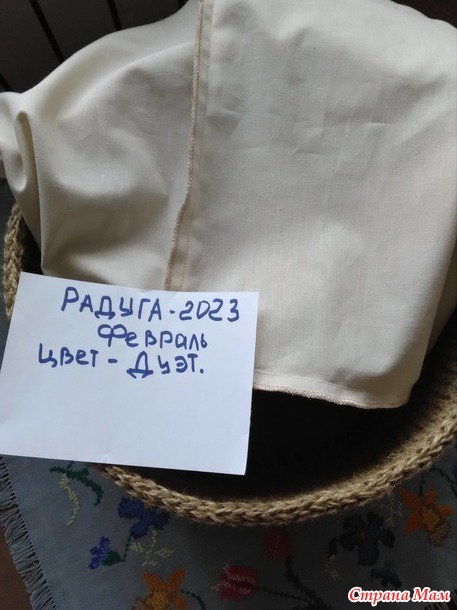 РАДУГА-2023
ФЕВРАЛЬ
ЦВЕТ- ДУЭТ.
Страна Мам